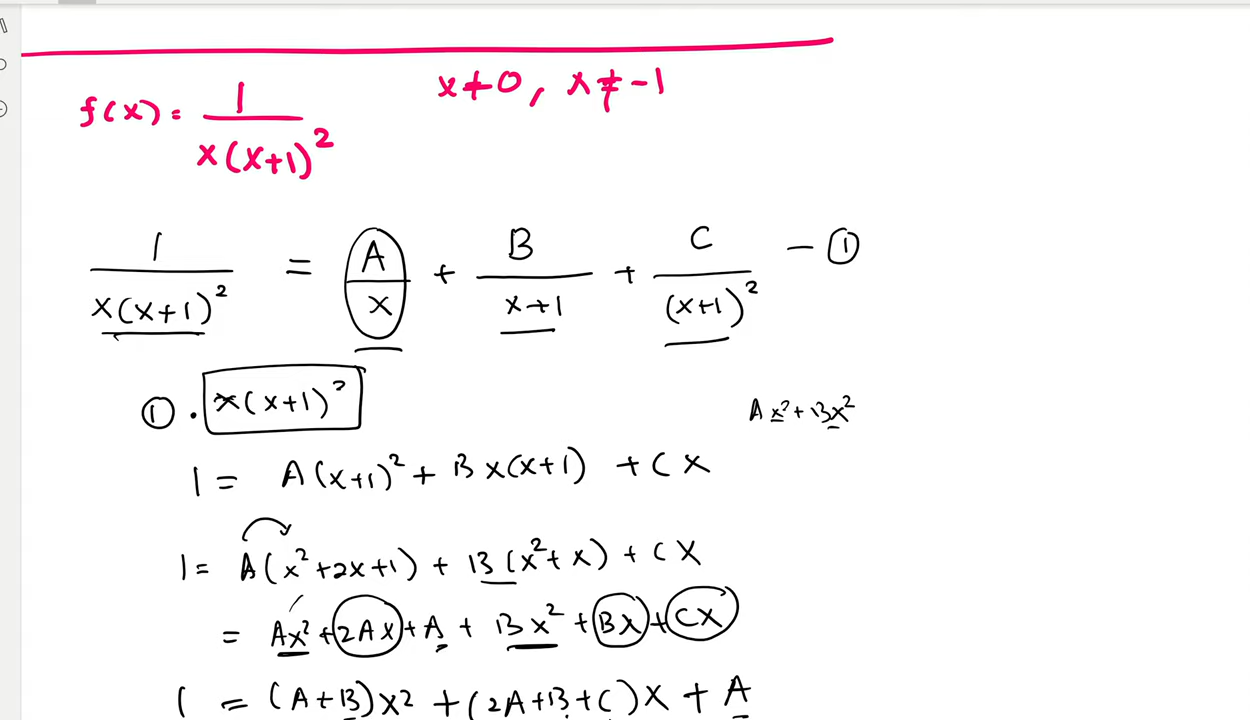 f(x) = 1/(x(x+1)²)    x≠0, x≠-1
1/(x(x+1)²) = A/x + B/(x+1) + C/(x+1)² — ①
① · x(x+1)²
Ax² + Bx²
1 = A(x+1)² + Bx(x+1) + Cx
1 = A(x²+2x+1) + B(x²+x) + Cx
= Ax² + 2Ax + A + Bx² + Bx + Cx
1 = (A+B)x² + (2A+B+C)x + A